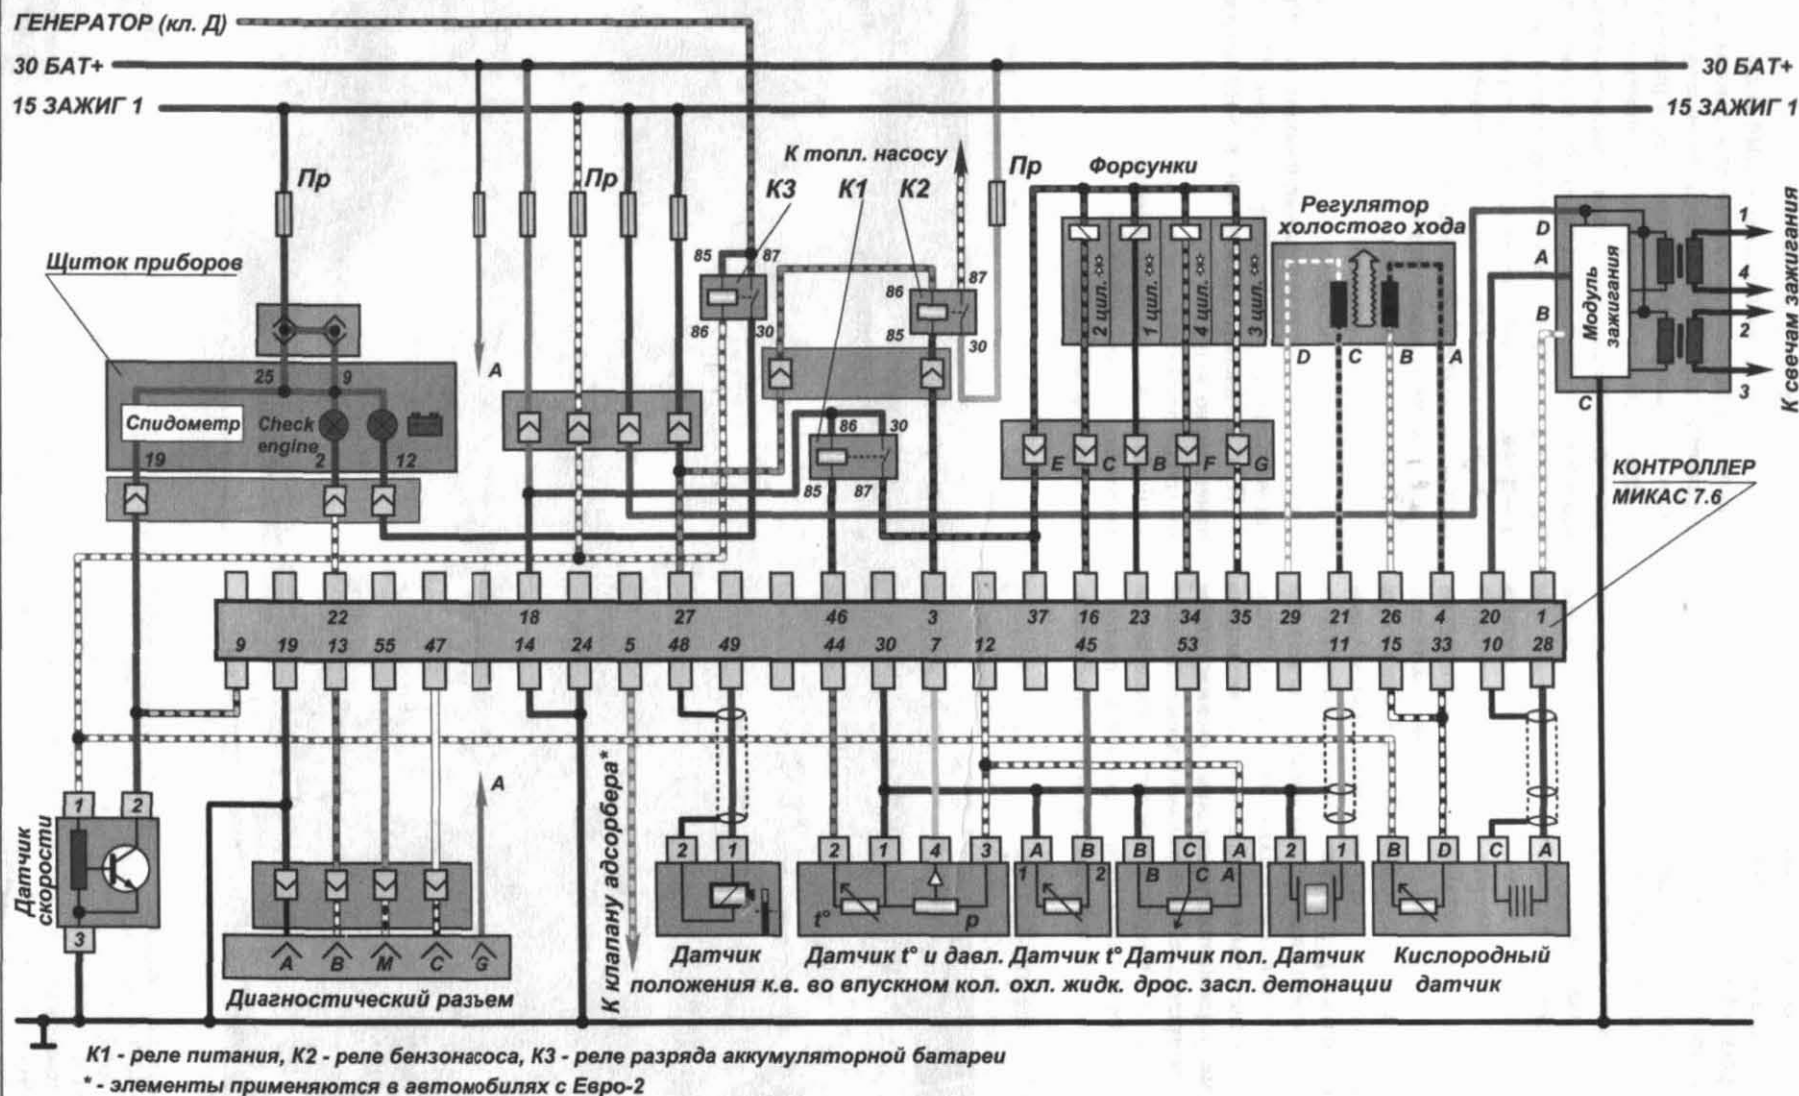 ГЕНЕРАТОР (кл. Д)
30 БАТ+ 30 БАТ+
15 ЗАЖИГ 1 15 ЗАЖИГ 1
К топл. насосу
Пр Пр Пр
Форсунки
К3 К1 К2
Регулятор
холостого хода
1
4
2
3
К свечам зажигания
D
A
B
C
Модуль
зажигания
Щиток приборов
85 87
86 30
86 87
85 30
2 цил.** 1 цил.** 4 цил.** 3 цил.**
D C B A
A
25 9
Спидометр
Check
engine
19 2 12
86 30
85 87
E C B F G
КОНТРОЛЛЕР
МИКАС 7.6
22 18 27 46 3 37 16 23 34 35 29 21 26 4 20 1
9 19 13 55 47 14 24 5 48 49 44 30 7 12 45 53 11 15 33 10 28
A
К клапану адсорбера*
1 2
3
Датчик
скорости
2 1
2 1 4 3
A B
1 2
B C A
B C A
2 1
B D C A
t° p
A B M C G
Диагностический разъем
Датчик Датчик t° и давл. Датчик t° Датчик пол. Датчик Кислородный
положения к.в. во впускном кол. охл. жидк. дрос. засл. детонации датчик
К1 - реле питания, К2 - реле бензонасоса, К3 - реле разряда аккумуляторной батареи
* - элементы применяются в автомобилях с Евро-2